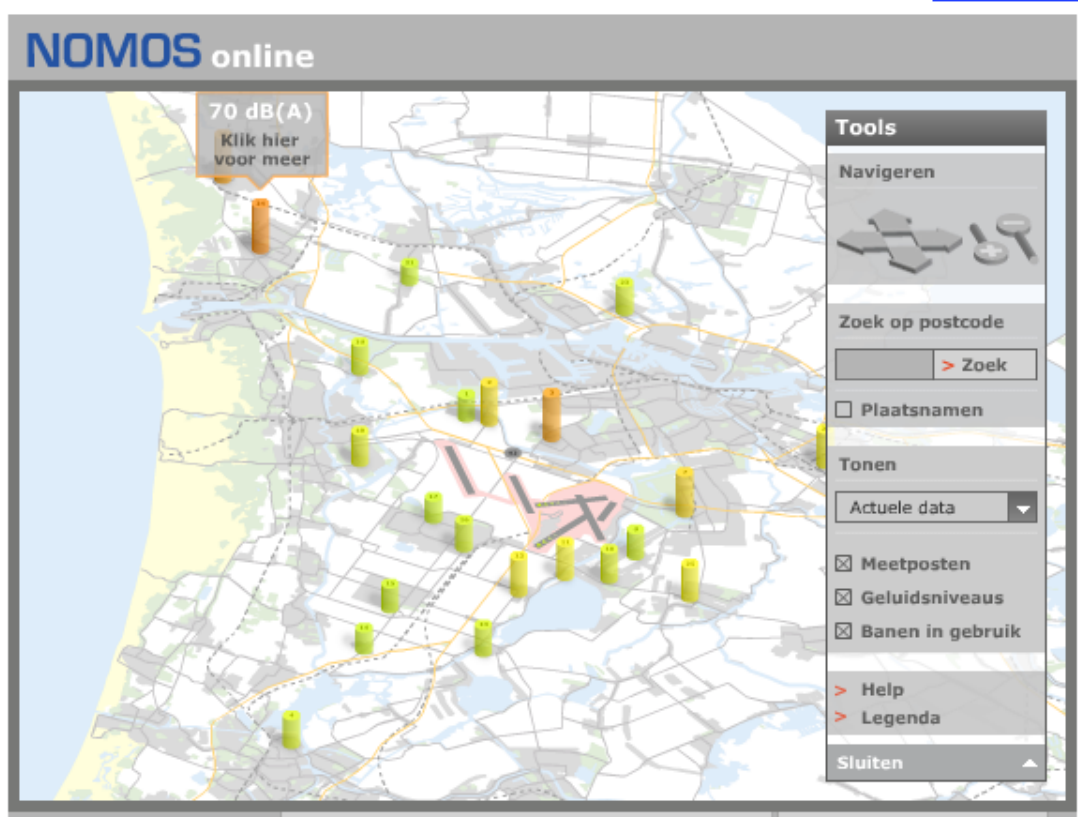 NOMOS online
70 dB(A)
Klik hier
voor meer
Tools
Navigeren
Zoek op postcode
> Zoek
Plaatsnamen
Tonen
Actuele data
Meetposten
Geluidsniveaus
Banen in gebruik
> Help
> Legenda
Sluiten